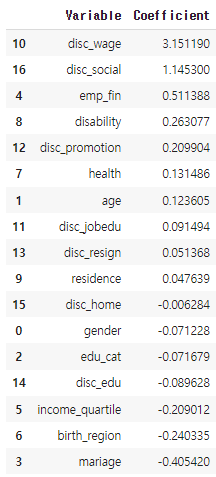 Variable Coefficient
10 disc_wage 3.151190
16 disc_social 1.145300
4 emp_fin 0.511388
8 disability 0.263077
12 disc_promotion 0.209904
7 health 0.131486
1 age 0.123605
11 disc_jobedu 0.091494
13 disc_resign 0.051368
9 residence 0.047639
15 disc_home -0.006284
0 gender -0.071228
2 edu_cat -0.071679
14 disc_edu -0.089628
5 income_quartile -0.209012
6 birth_region -0.240335
3 mariage -0.405420